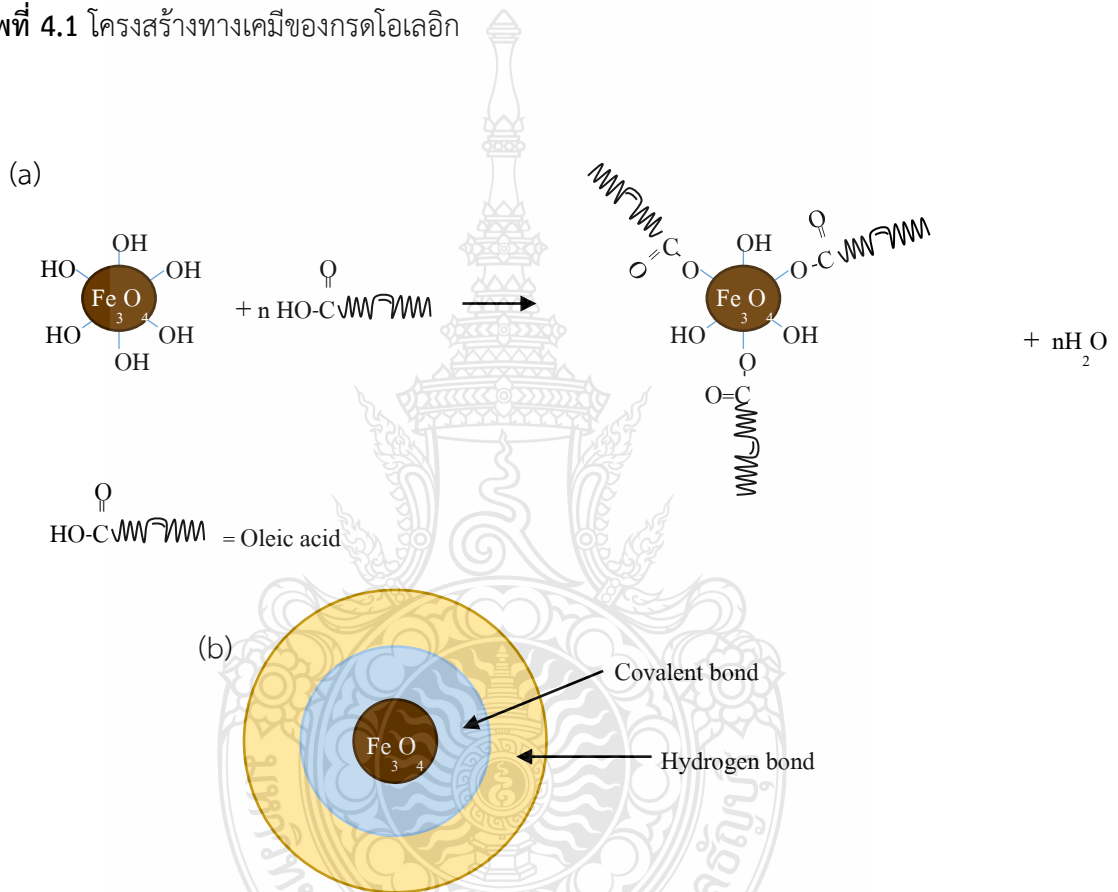 พที่ 4.1 โครงสร้างทางเคมีของกรดโอเลอิก
(a)
OH
HO
OH
Fe3O4
HO
OH
OH
+ n HO-C
O
O
C
O
OH
O
O-C
Fe3O4
HO
OH
O
O=C
+ nH2O
O
HO-C
= Oleic acid
(b)
Covalent bond
Fe3O4
Hydrogen bond